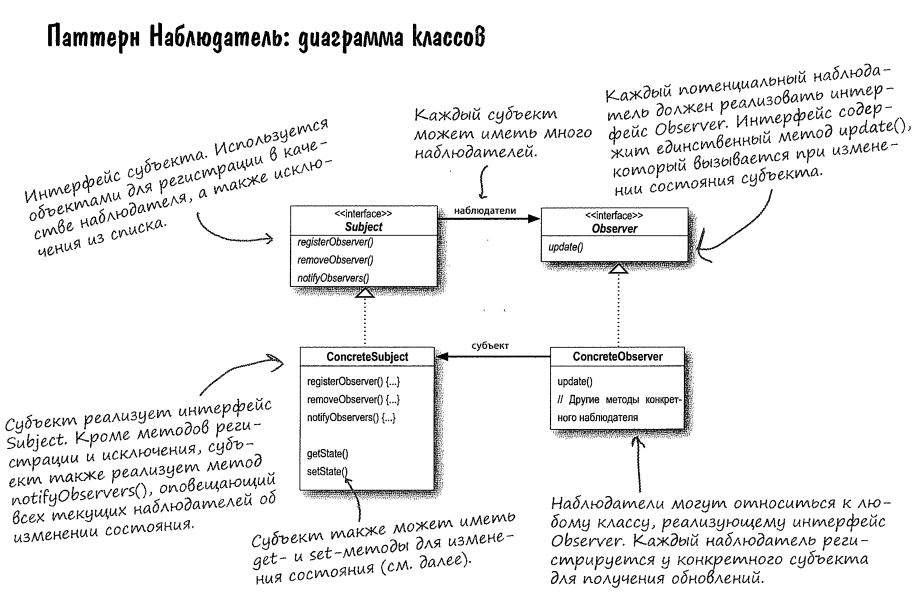 Паттерн Наблюдатель: диаграмма классов
Интерфейс субъекта. Используется
объектами для регистрации в каче-
стве наблюдателя, а также исклю-
чения из списка.
Каждый субъект
может иметь много
наблюдателей.
Каждый потенциальный наблюда-
тель должен реализовать интер-
фейс Observer. Интерфейс содер-
жит единственный метод update(),
который вызывается при измене-
нии состояния субъекта.
<<interface>>
Subject
registerObserver()
removeObserver()
notifyObservers()
наблюдатели
<<interface>>
Observer
update()
ConcreteSubject
registerObserver() {...}
removeObserver() {...}
notifyObservers() {...}
getState()
setState()
субъект
ConcreteObserver
update()
// Другие методы конкрет-
ного наблюдателя
Субъект реализует интерфейс
Subject. Кроме методов реги-
страции и исключения, субъ-
ект также реализует метод
notifyObservers(), оповещающий
всех текущих наблюдателей об
изменении состояния.
Субъект также может иметь
get- и set-методы для измене-
ния состояния (см. далее).
Наблюдатели могут относиться к лю-
бому классу, реализующему интерфейс
Observer. Каждый наблюдатель реги-
стрируется у конкретного субъекта
для получения обновлений.